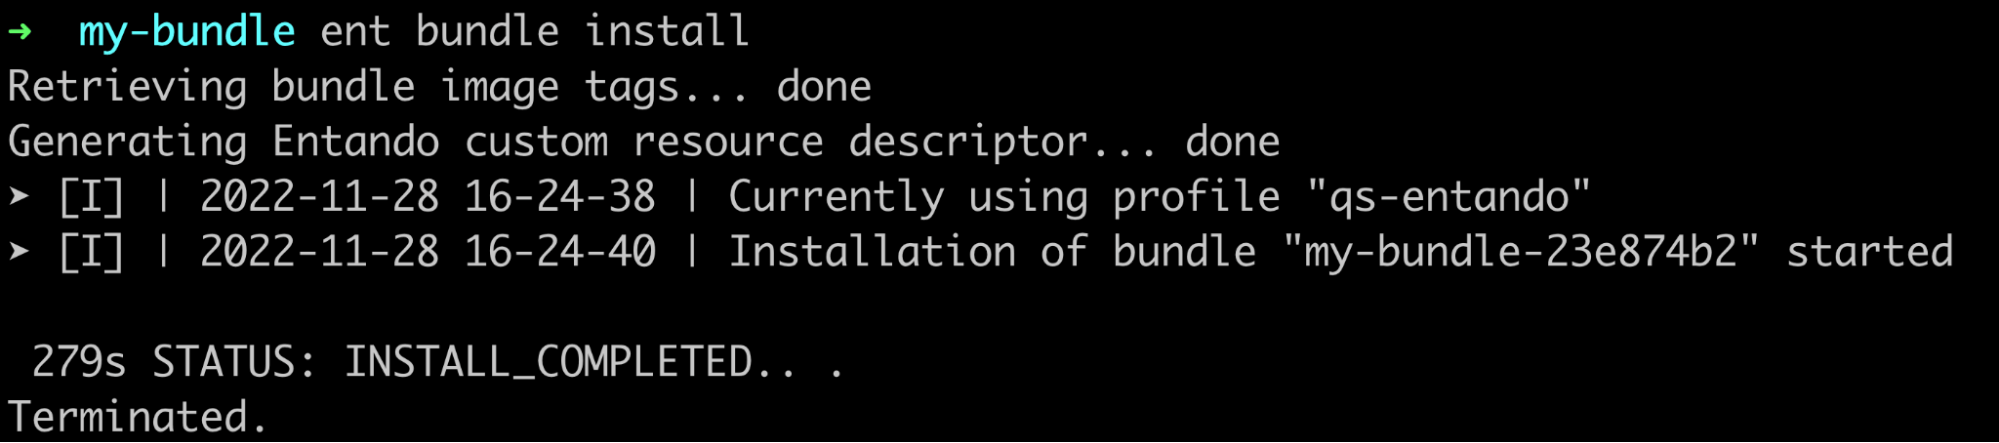 ➜  my-bundle ent bundle install
Retrieving bundle image tags... done
Generating Entando custom resource descriptor... done
➤ [I] | 2022-11-28 16-24-38 | Currently using profile "qs-entando"
➤ [I] | 2022-11-28 16-24-40 | Installation of bundle "my-bundle-23e874b2" started
 279s STATUS: INSTALL_COMPLETED.. .
Terminated.